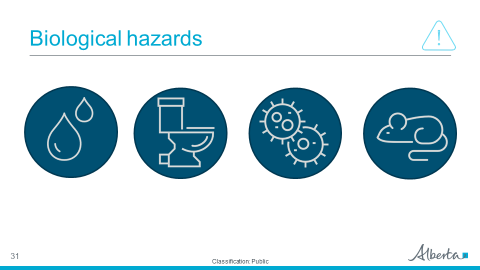 Biological hazards
!
31
Classification: Public
Alberta